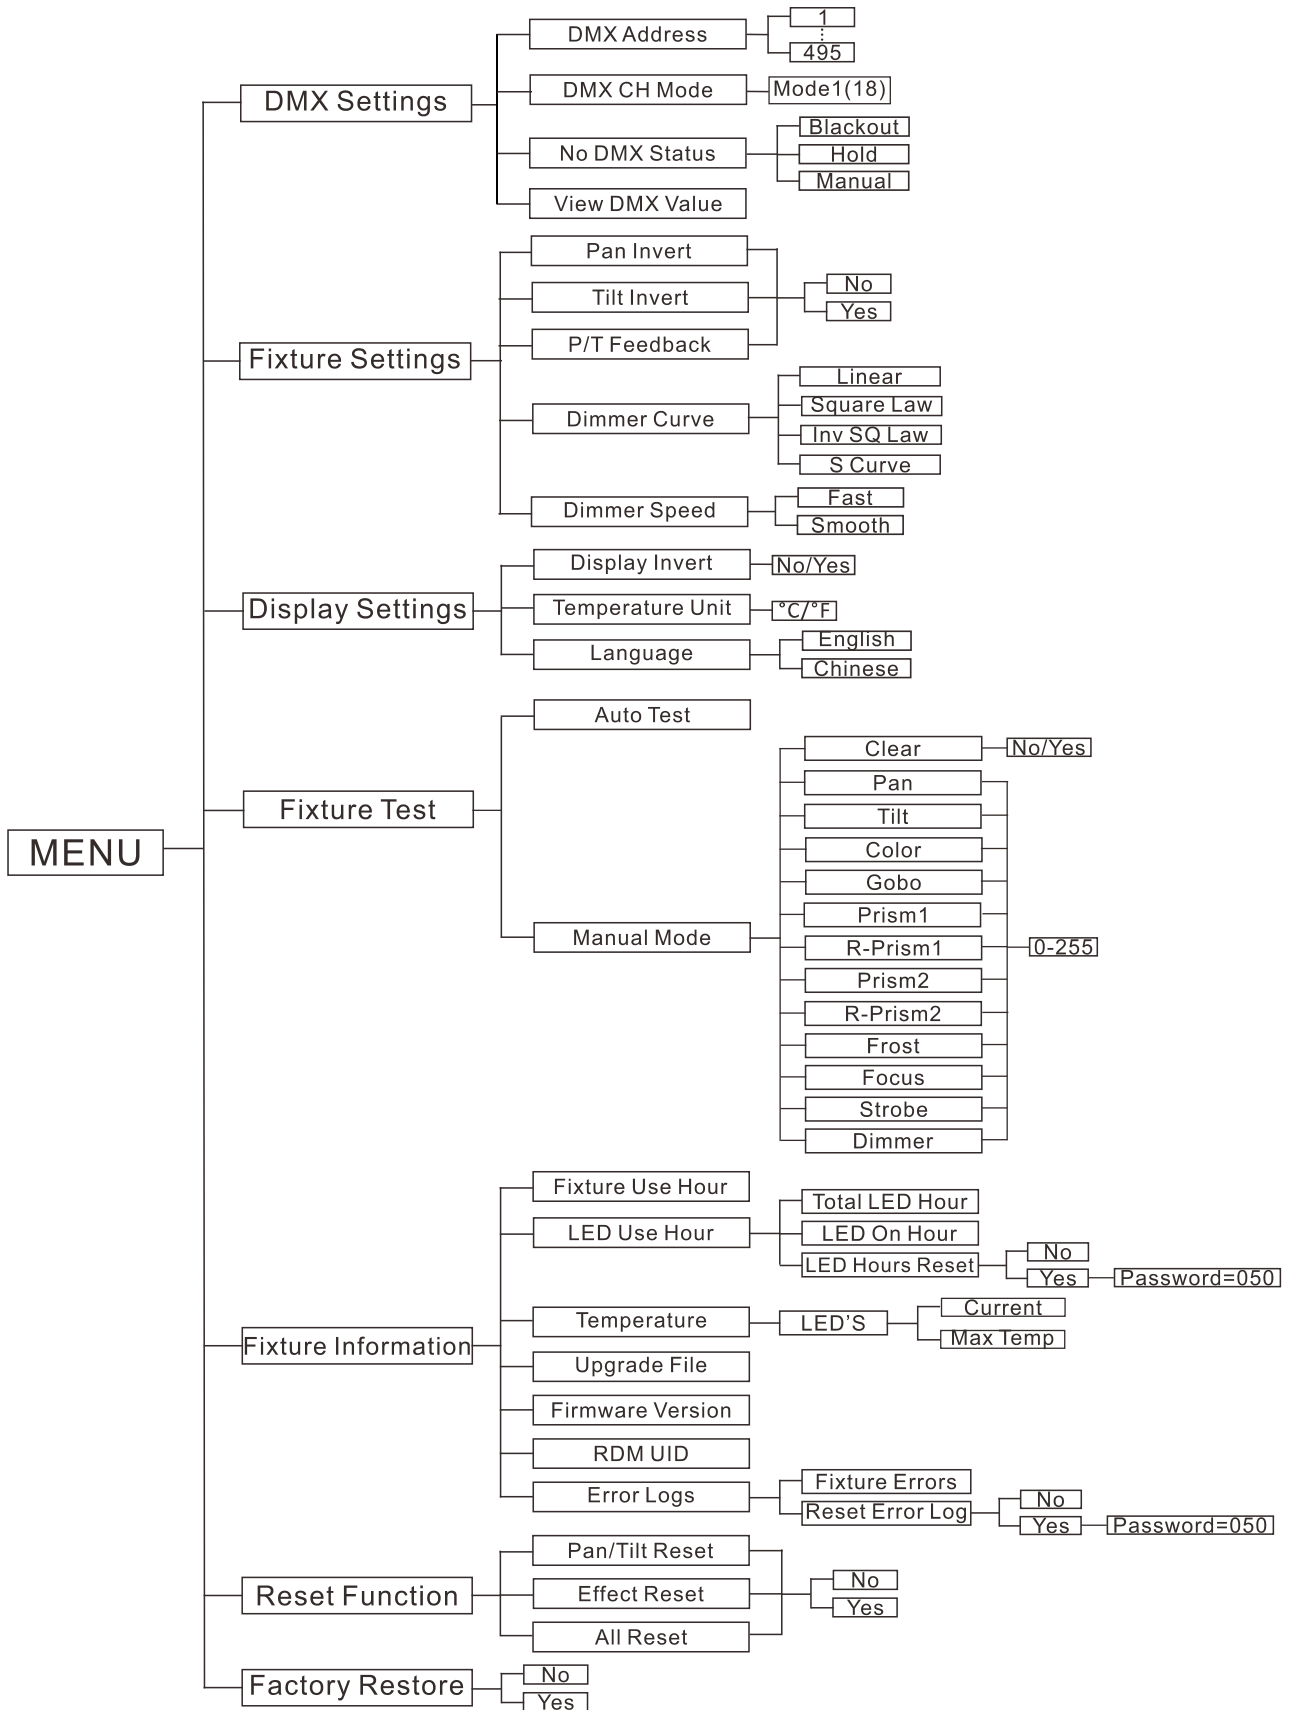 MENU
DMX Settings
DMX Address
1
495
DMX CH Mode
Mode1(18)
No DMX Status
Blackout
Hold
Manual
View DMX Value
Fixture Settings
Pan Invert
Tilt Invert
P/T Feedback
No
Yes
Dimmer Curve
Linear
Square Law
Inv SQ Law
S Curve
Dimmer Speed
Fast
Smooth
Display Settings
Display Invert
No/Yes
Temperature Unit
°C/°F
Language
English
Chinese
Fixture Test
Auto Test
Manual Mode
Clear
No/Yes
Pan
Tilt
Color
Gobo
Prism1
R-Prism1
Prism2
R-Prism2
Frost
Focus
Strobe
Dimmer
0-255
Fixture Information
Fixture Use Hour
LED Use Hour
Total LED Hour
LED On Hour
LED Hours Reset
No
Yes
Password=050
Temperature
LED’S
Current
Max Temp
Upgrade File
Firmware Version
RDM UID
Error Logs
Fixture Errors
Reset Error Log
No
Yes
Password=050
Reset Function
Pan/Tilt Reset
Effect Reset
All Reset
No
Yes
Factory Restore
No
Yes